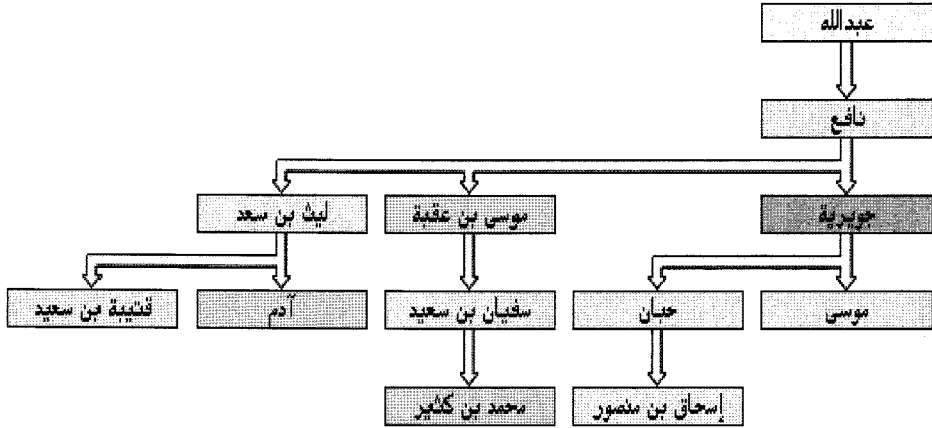 عبدالله
نافع
جويرية
موسى بن عقبة
ليث بن سعد
موسى
حبان
سفيان بن سعيد
آدم
قتيبة بن سعيد
إسحاق بن منصور
محمد بن كثير